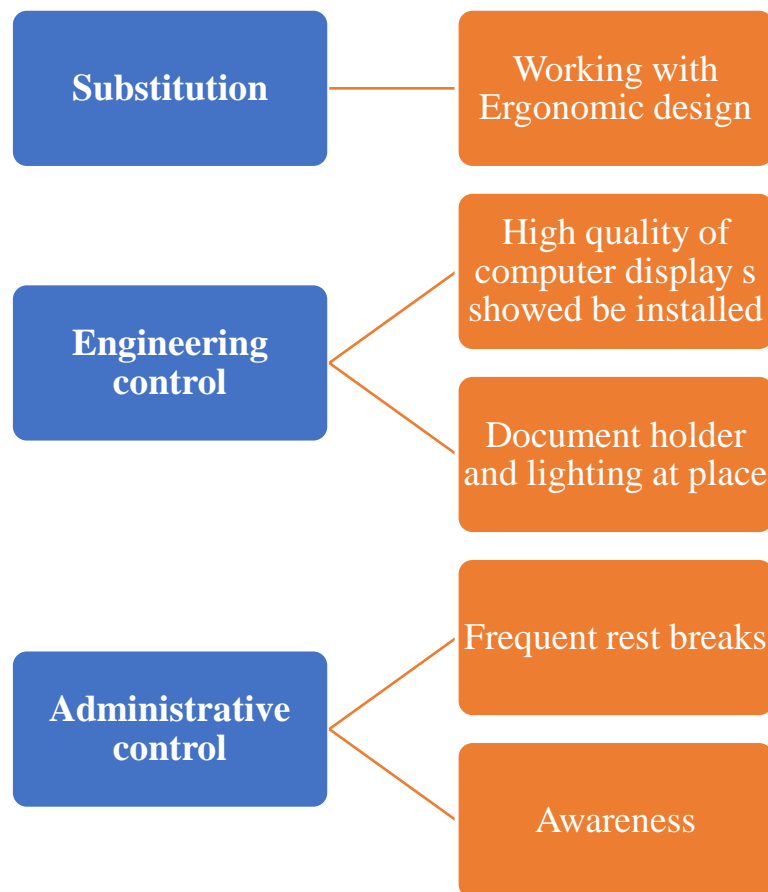 Substitution
Working with
Ergonomic design
Engineering
control
High quality of
computer display s
showed be installed
Document holder
and lighting at place
Administrative
control
Frequent rest breaks
Awareness